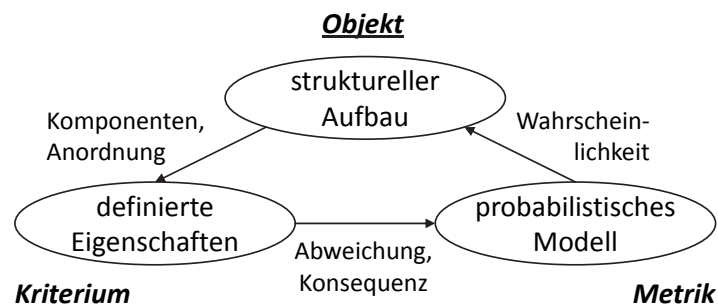 Objekt
struktureller
Aufbau
Komponenten,
Anordnung
Wahrschein-
lichkeit
definierte
Eigenschaften
probabilistisches
Modell
Abweichung,
Konsequenz
Kriterium
Metrik